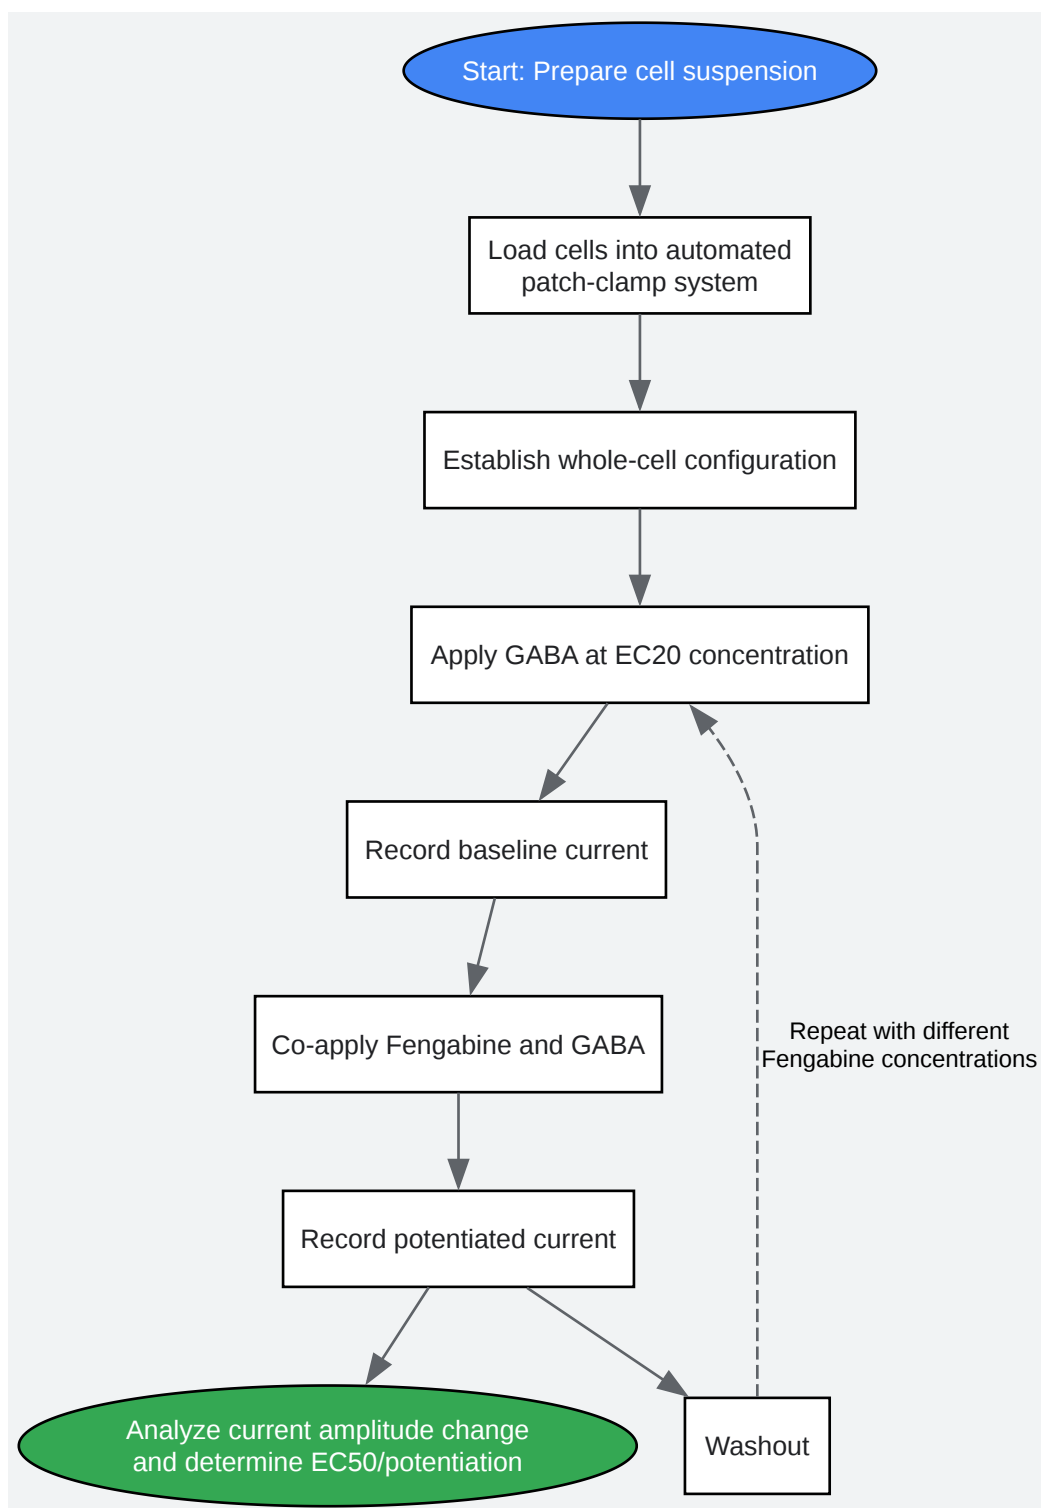 Start: Prepare cell suspension
Load cells into automated
patch-clamp system
Establish whole-cell configuration
Apply GABA at EC20 concentration
Record baseline current
Co-apply Fengabine and GABA
Repeat with different
Fengabine concentrations
Record potentiated current
Analyze current amplitude change
and determine EC50/potentiation
Washout